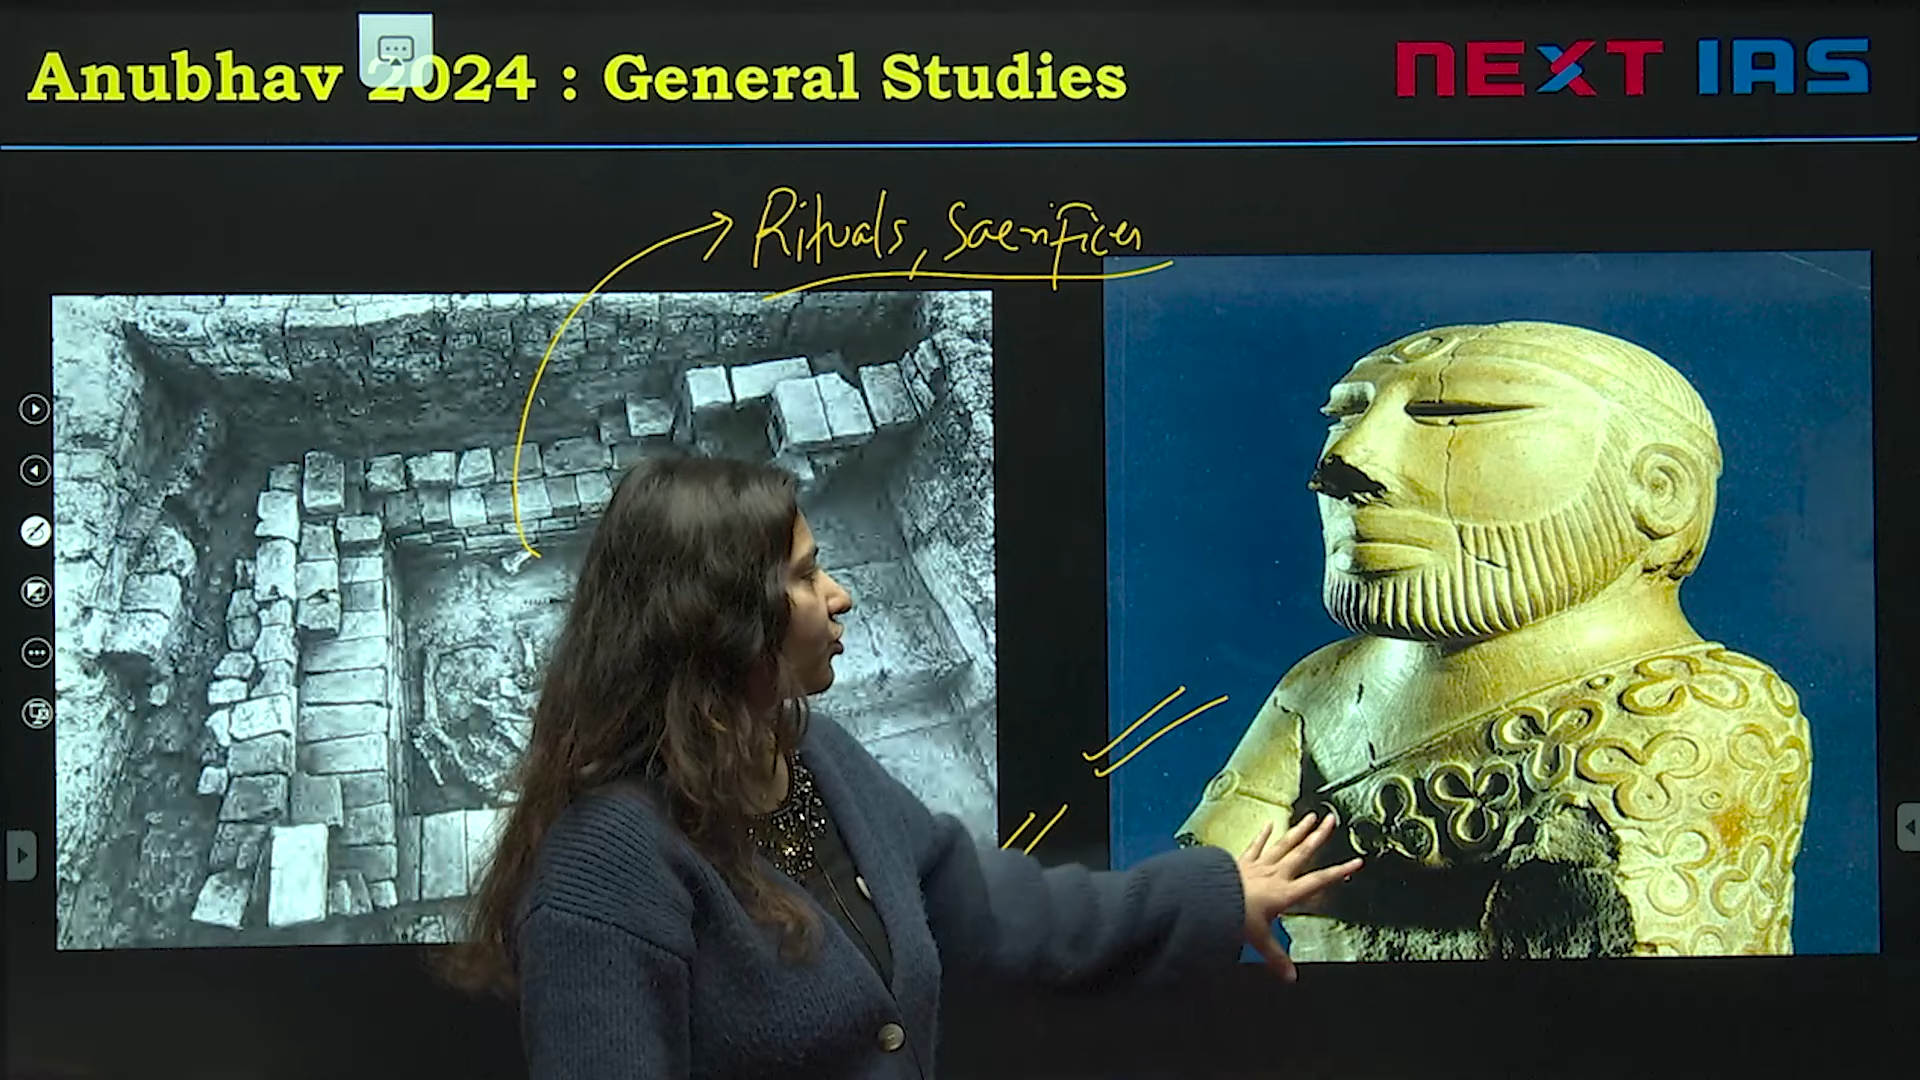 Anubhav 2024 : General Studies
NEXT IAS
Rituals, Sacrifices